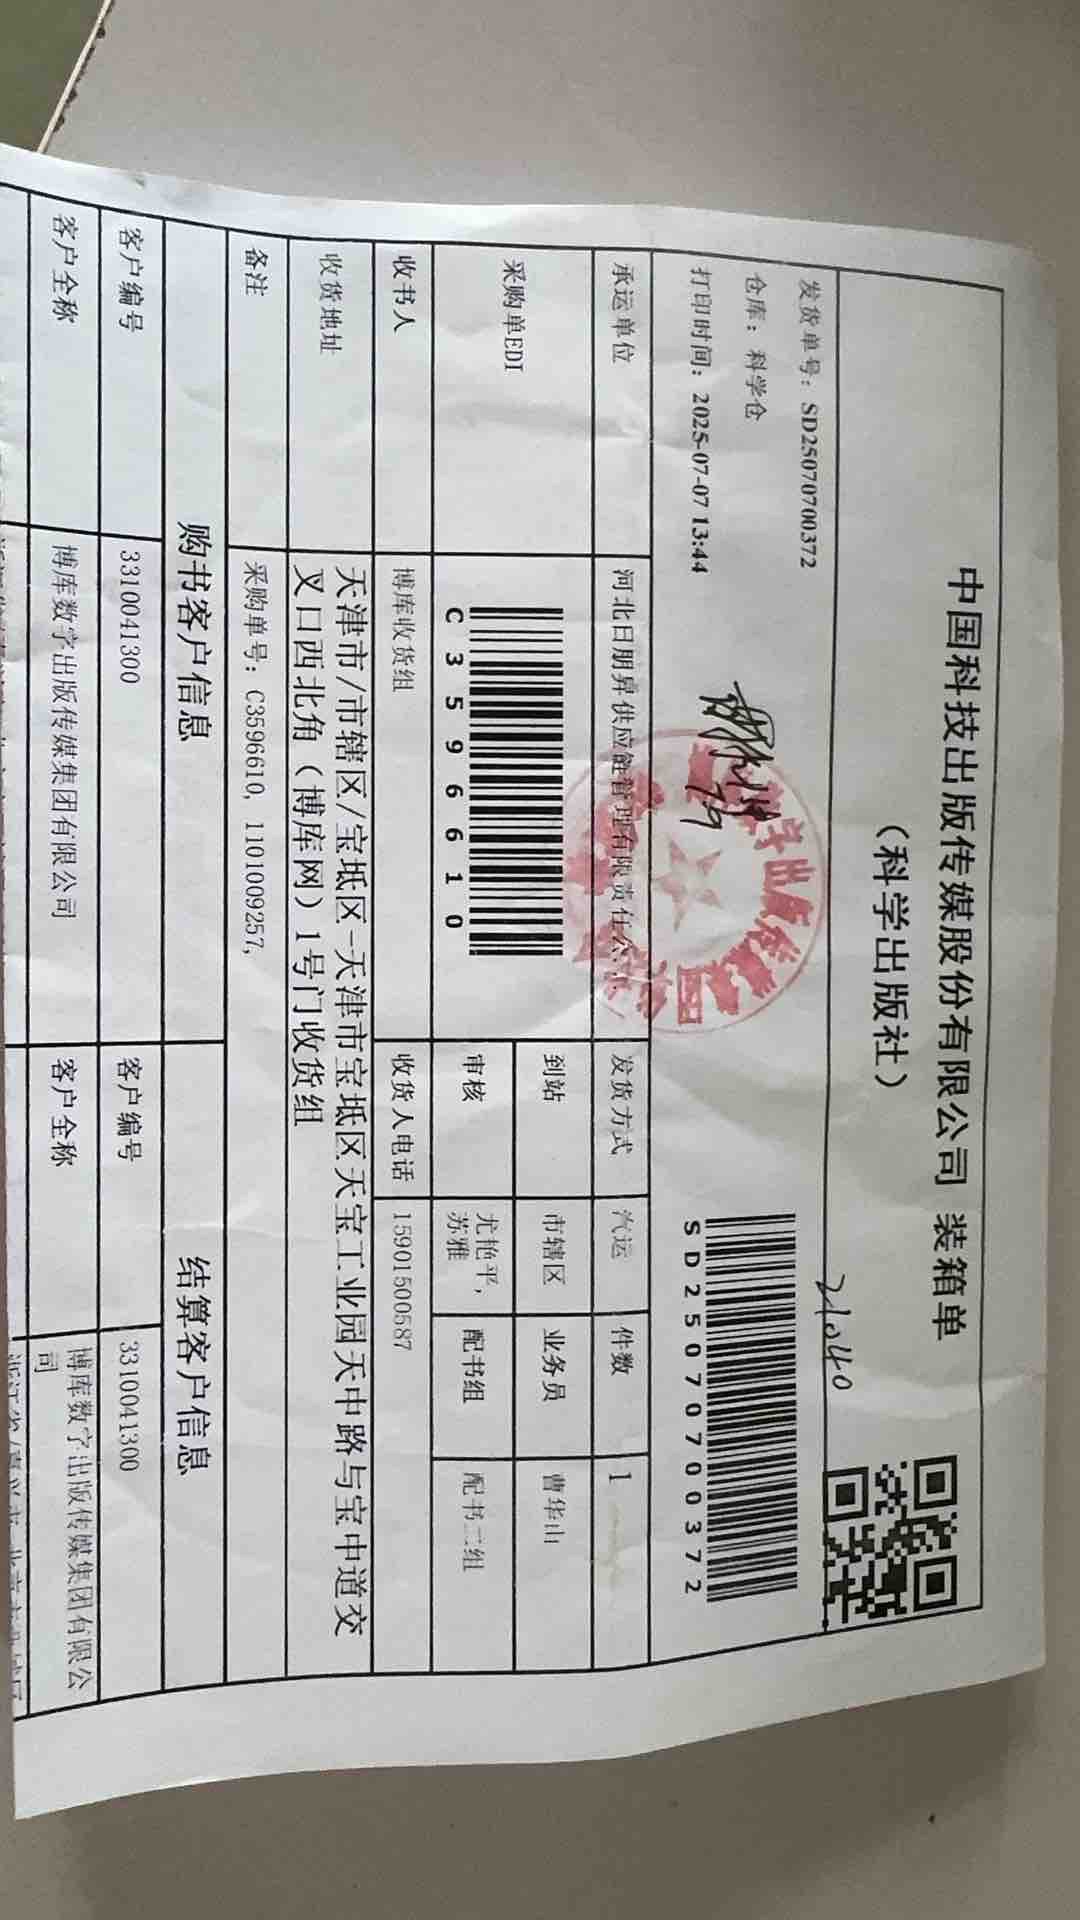 中国科技出版传媒股份有限公司 装箱单
（科学出版社）
发货单号：SD250707 00372
仓库：科学仓
打印时间：2025-07-07 13:44
SD25070700372
承运单位 河北日朋昇供应链管理有限责任公司 发货方式 汽运 件数 1
采购单EDI C3596610 到站 市辖区 业务员 曹华山
审核 尤艳平，苏雅 配书组 配书二组
收书人 博库收货组 收货人电话 15901500587
收货地址 天津市/市辖区/宝坻区-天津市宝坻区天宝工业园天中路与宝中道交
叉口西北角（博库网）1号门收货组
备注 采购单号：C3596610, 1101009257,
购书客户信息 结算客户信息
客户编号 3310041300 客户编号 3310041300
客户全称 博库数字出版传媒集团有限公司 客户全称 博库数字出版传媒集团有限公
司